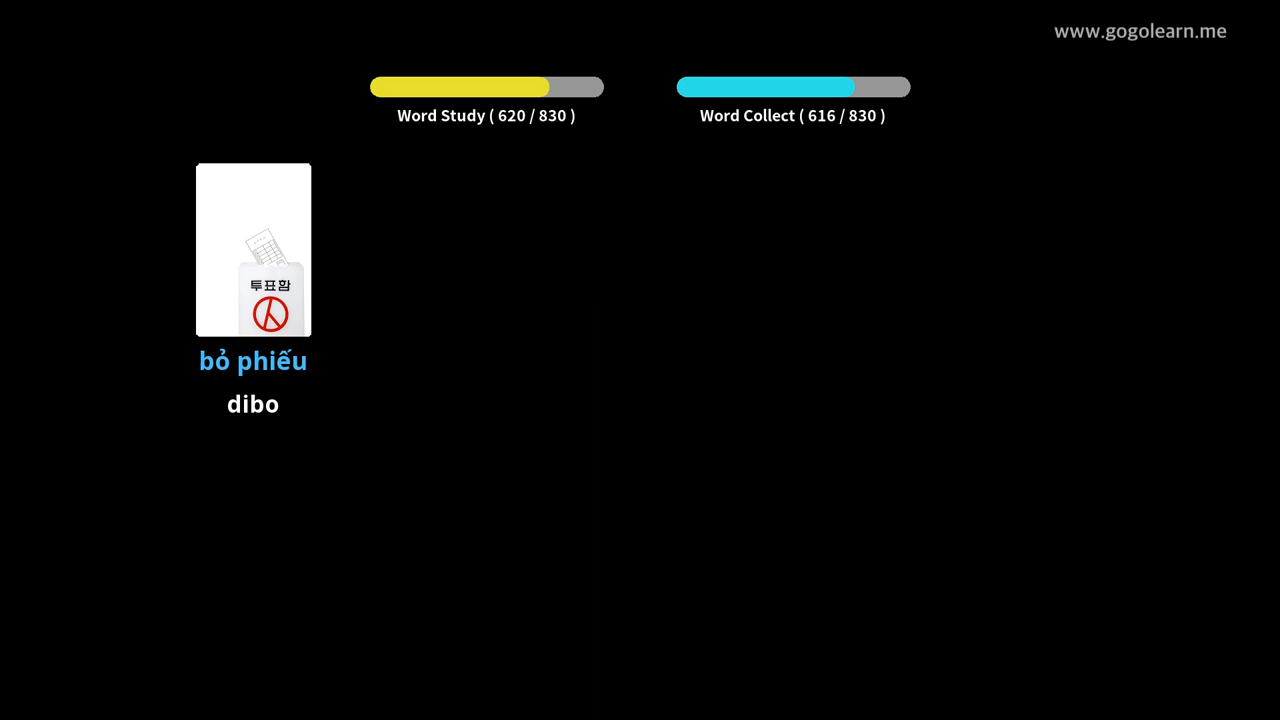 www.gogolearn.me
Word Study ( 620 / 830 )
Word Collect ( 616 / 830 )
투표함
bỏ phiếu
dibo